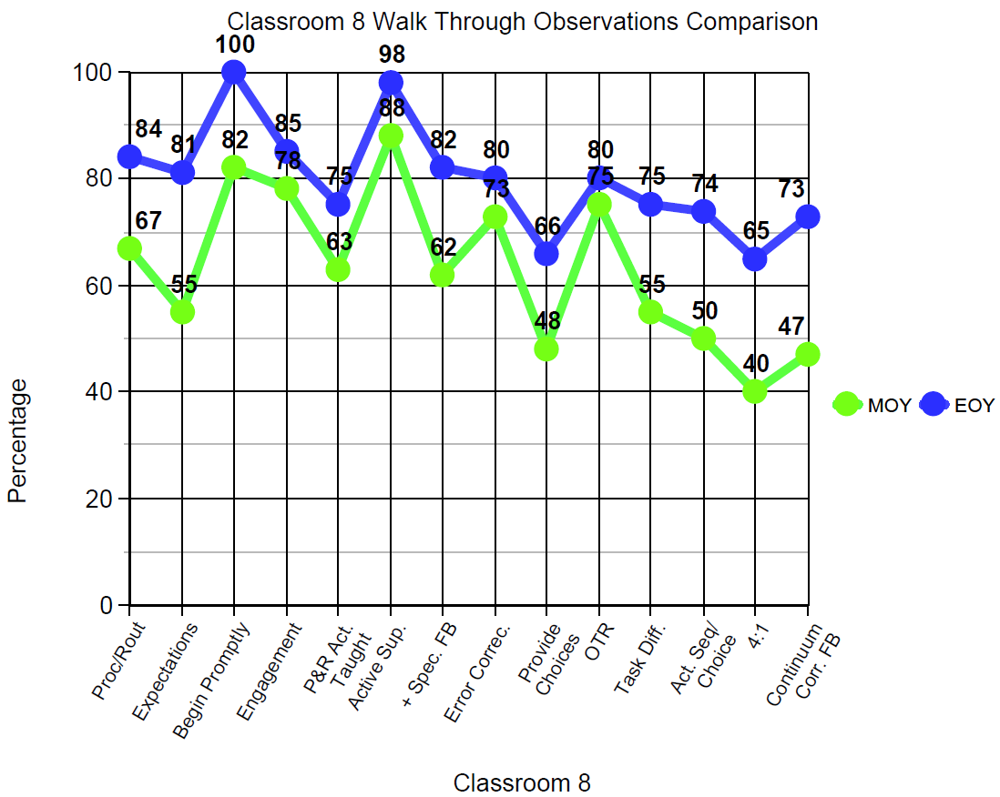 Classroom 8 Walk Through Observations Comparison
100
98
100
88
84
81
82
85
78
75
82
80
73
80
75
75
74
73
80
67
63
62
66
65
60
55
48
55
50
47
40
40
20
0
Percentage
MOY
EOY
Proc/Rout
Expectations
Begin Promptly
Engagement
P&R Act.
Taught
Active Sup.
+ Spec. FB
Error Correc.
Provide
Choices
OTR
Task Diff.
Act. Seq/
Choice
4:1
Continuum
Corr. FB
Classroom 8